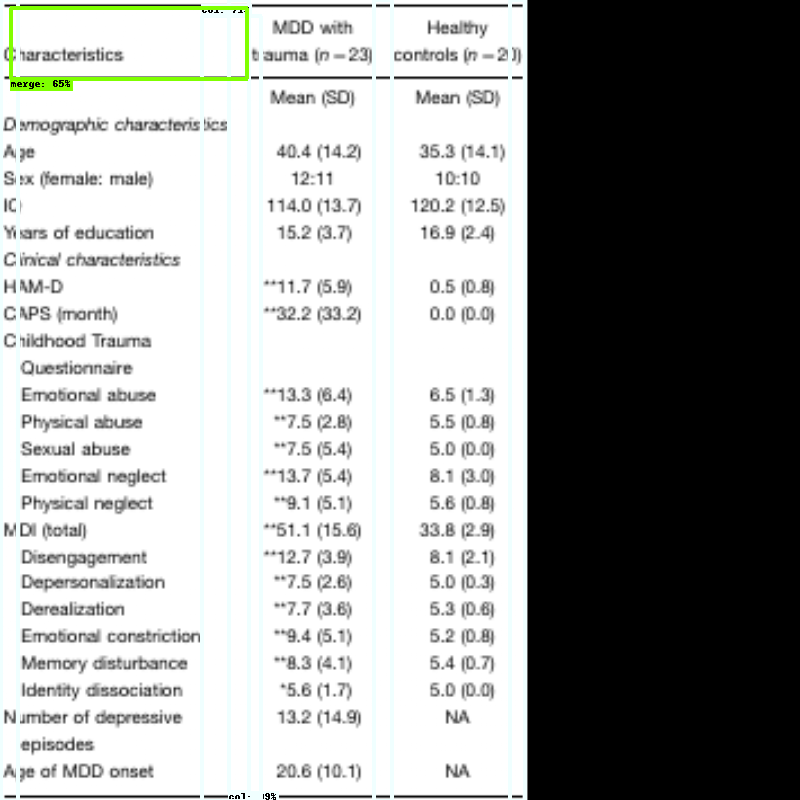 MDD with Healthy
Characteristics trauma (n = 23) controls (n = 20)
merge: 65%
Mean (SD) Mean (SD)
Demographic characteristics
Age 40.4 (14.2) 35.3 (14.1)
Sex (female: male) 12:11 10:10
IQ 114.0 (13.7) 120.2 (12.5)
Years of education 15.2 (3.7) 16.9 (2.4)
Clinical characteristics
HAM-D **11.7 (5.9) 0.5 (0.8)
CAPS (month) **32.2 (33.2) 0.0 (0.0)
Childhood Trauma
Questionnaire
Emotional abuse **13.3 (6.4) 6.5 (1.3)
Physical abuse **7.5 (2.8) 5.5 (0.8)
Sexual abuse **7.5 (5.4) 5.0 (0.0)
Emotional neglect **13.7 (5.4) 8.1 (3.0)
Physical neglect **9.1 (5.1) 5.6 (0.8)
MDI (total) **51.1 (15.6) 33.8 (2.9)
Disengagement **12.7 (3.9) 8.1 (2.1)
Depersonalization **7.5 (2.6) 5.0 (0.3)
Derealization **7.7 (3.6) 5.3 (0.6)
Emotional constriction **9.4 (5.1) 5.2 (0.8)
Memory disturbance **8.3 (4.1) 5.4 (0.7)
Identity dissociation *5.6 (1.7) 5.0 (0.0)
Number of depressive 13.2 (14.9) NA
episodes
Age of MDD onset 20.6 (10.1) NA